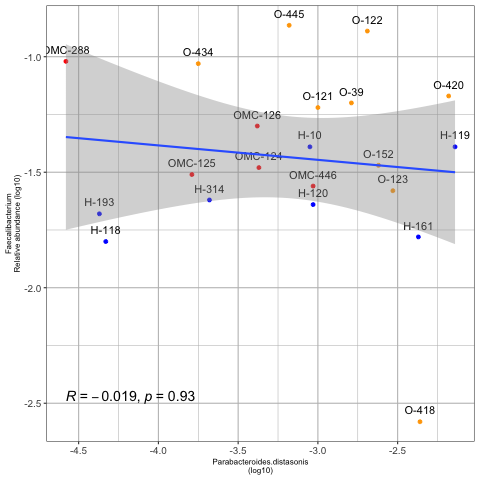 O-445
O-122
OMC-288
O-434
-1.0
O-420
O-39
O-121
OMC-126
H-10
H-119
OMC-124
O-152
OMC-125
-1.5
OMC-446
O-123
H-314
H-120
H-193
H-118
H-161
Faecalibacterium
Relative abundance (log10)
-2.0
R = – 0.019, p = 0.93
-2.5
O-418
-4.5 -4.0 -3.5 -3.0 -2.5
Parabacteroides.distasonis
(log10)